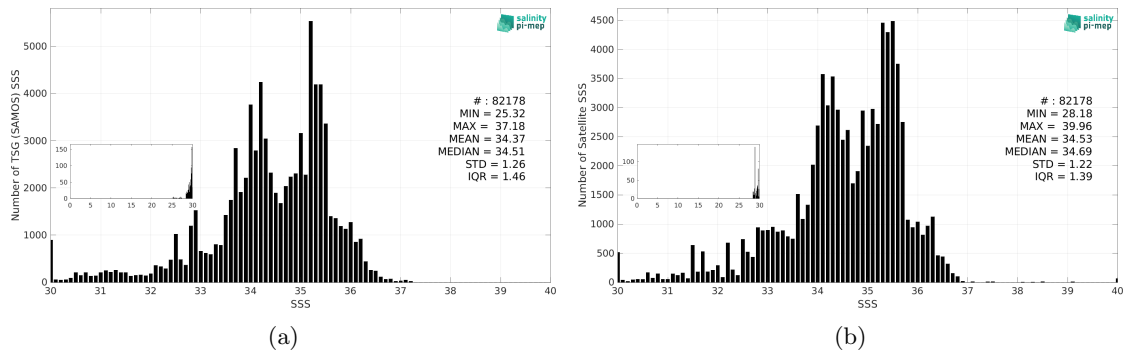 salinity
pi-mep
Number of TSG (SAMOS) SSS
5000
4000
3000
2000
1000
0
# : 82178
MIN = 25.32
MAX = 37.18
MEAN = 34.37
MEDIAN = 34.51
STD = 1.26
IQR = 1.46
150
100
50
0
0 5 10 15 20 25 30
30 31 32 33 34 35 36 37 38 39 40
SSS
(a)
salinity
pi-mep
Number of Satellite SSS
4500
4000
3500
3000
2500
2000
1500
1000
500
0
# : 82178
MIN = 28.18
MAX = 39.96
MEAN = 34.53
MEDIAN = 34.69
STD = 1.22
IQR = 1.39
100
50
0
0 5 10 15 20 25 30
30 31 32 33 34 35 36 37 38 39 40
SSS
(b)